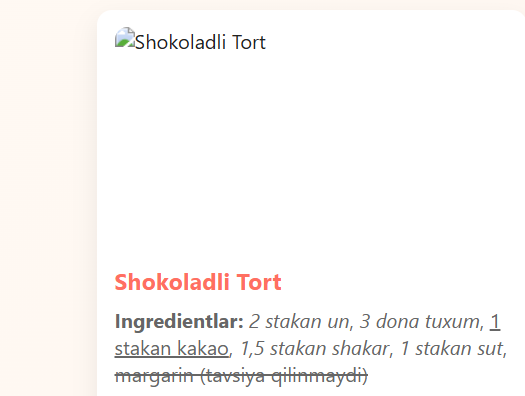 Shokoladli Tort
Shokoladli Tort
Ingredientlar: 2 stakan un, 3 dona tuxum, 1
stakan kakao, 1,5 stakan shakar, 1 stakan sut,
margarin (tavsiya qilinmaydi)